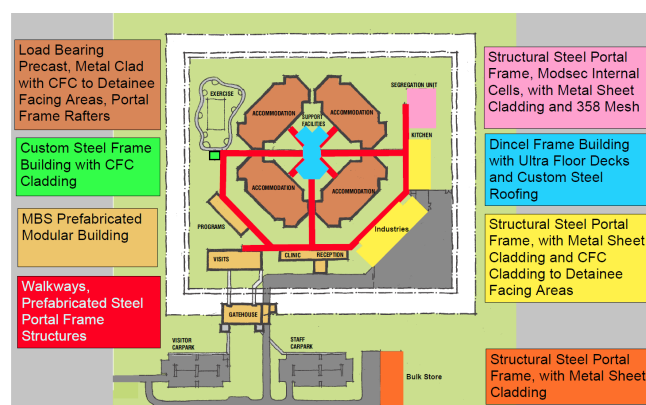 Load Bearing
Precast, Metal Clad
with CFC to Detainee
Facing Areas, Portal
Frame Rafters
Custom Steel Frame
Building with CFC
Cladding
MBS Prefabricated
Modular Building
Walkways,
Prefabricated Steel
Portal Frame
Structures
EXERCISE
ACCOMMODATION
SUPPORT
FACILITIES
ACCOMMODATION
SEGREGATION UNIT
KITCHEN
ACCOMMODATION
ACCOMMODATION
PROGRAMS
Industries
VISITS
CLINIC
RECEPTION
GATEHOUSE
VISITOR
CARPARK
STAFF
CARPARK
Bulk Store
Structural Steel Portal
Frame, Modsec Internal
Cells, with Metal Sheet
Cladding and 358 Mesh
Dincel Frame Building
with Ultra Floor Decks
and Custom Steel
Roofing
Structural Steel Portal
Frame, with Metal Sheet
Cladding and CFC
Cladding to Detainee
Facing Areas
Structural Steel Portal
Frame, with Metal Sheet
Cladding